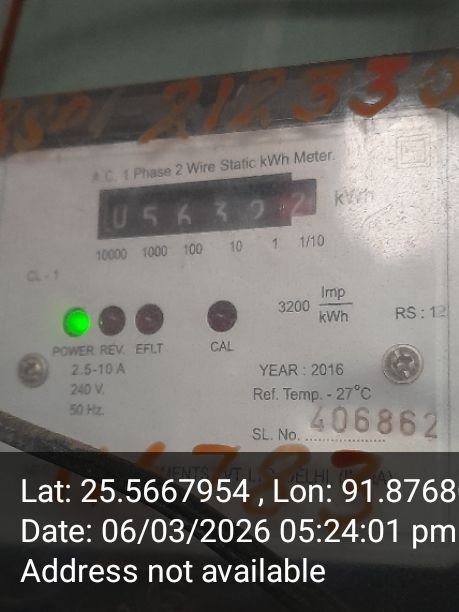 212330
A.C. 1 Phase 2 Wire Static kWh Meter.
kWh
10000 1000 100 10 1 1/10
CL - 1
3200 Imp/kWh
RS : 12
POWER REV. EFLT CAL
2.5-10 A
240 V.
50 Hz.
YEAR : 2016
Ref. Temp. - 27°C
SL. No. 406862
Lat: 25.5667954 , Lon: 91.8768
Date: 06/03/2026 05:24:01 pm
Address not available